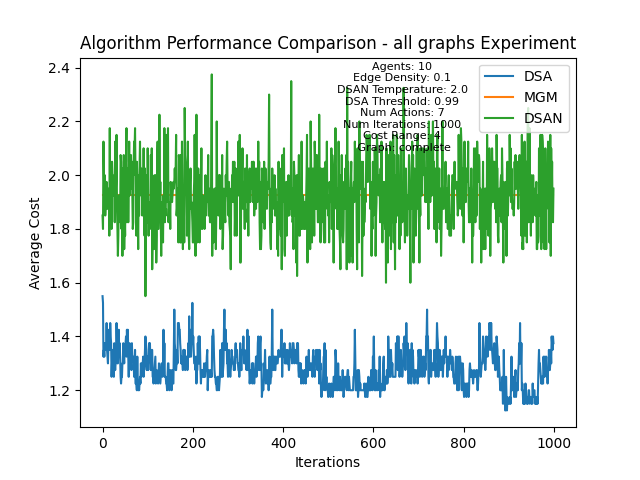 Algorithm Performance Comparison - all graphs Experiment
Agents: 10
Edge Density: 0.1
DSAN Temperature: 2.0
DSA Threshold: 0.99
Num Actions: 7
Num Iterations: 1000
Cost Range: 4
Graph: complete
DSA
MGM
DSAN
Average Cost
2.4
2.2
2.0
1.8
1.6
1.4
1.2
0
200
400
600
800
1000
Iterations